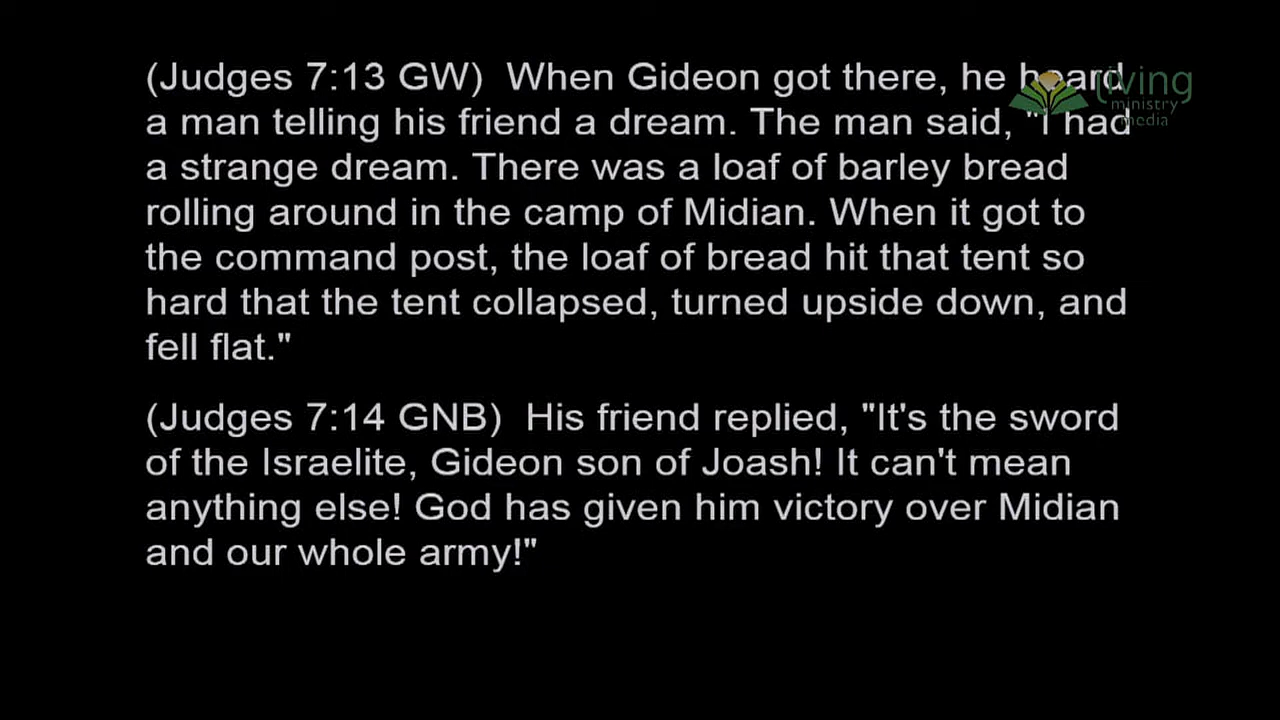 (Judges 7:13 GW)  When Gideon got there, he heard
a man telling his friend a dream. The man said, "I had
a strange dream. There was a loaf of barley bread
rolling around in the camp of Midian. When it got to
the command post, the loaf of bread hit that tent so
hard that the tent collapsed, turned upside down, and
fell flat."
(Judges 7:14 GNB)  His friend replied, "It's the sword
of the Israelite, Gideon son of Joash! It can't mean
anything else! God has given him victory over Midian
and our whole army!"
living
ministry
media